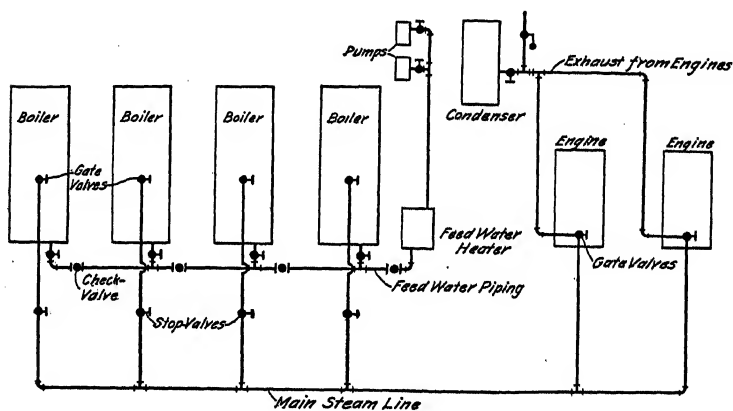 Pumps
Exhaust from Engines
Condenser
Boiler
Boiler
Boiler
Boiler
Engine
Engine
Gate
Valves
Feed Water
Heater
Gate Valves
Check-
Valve
Feed Water Piping
Stop Valves
Main Steam Line